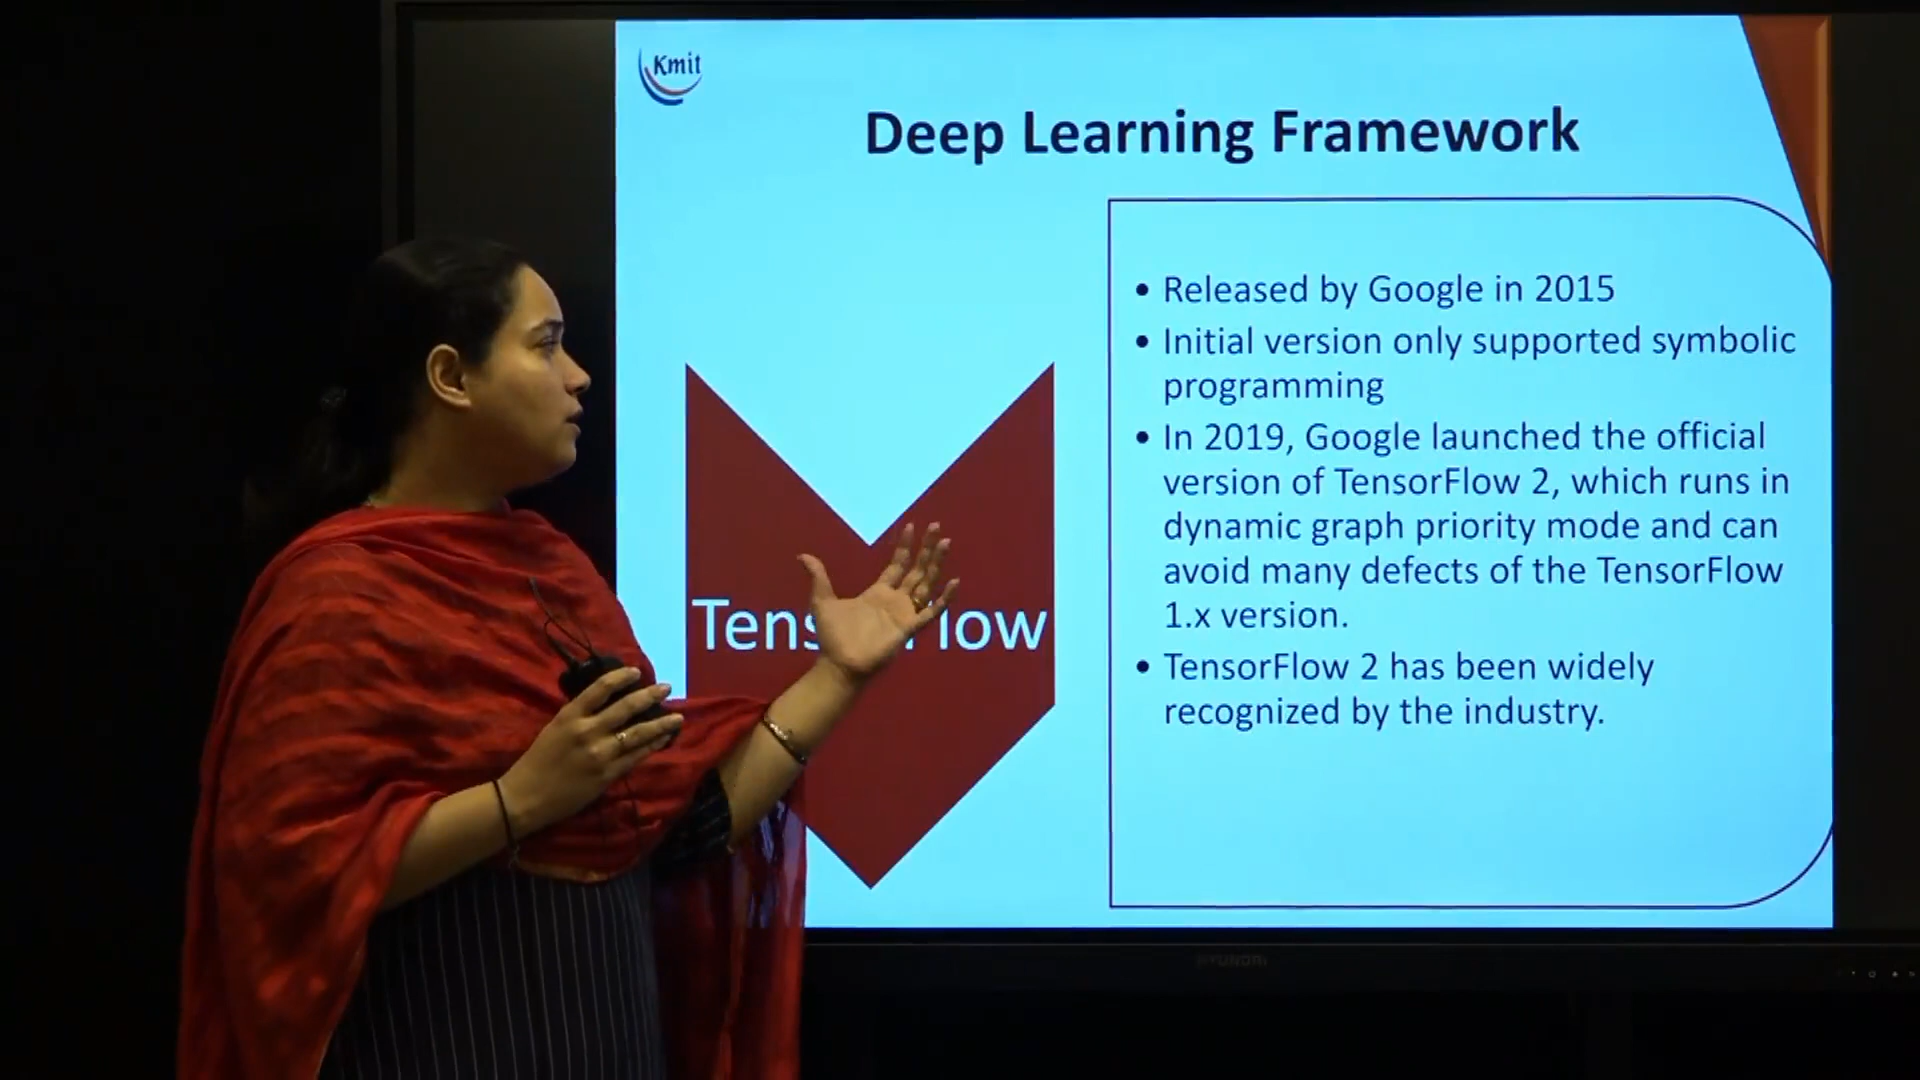 Kmit
Deep Learning Framework
• Released by Google in 2015
• Initial version only supported symbolic
programming
• In 2019, Google launched the official
version of TensorFlow 2, which runs in
dynamic graph priority mode and can
avoid many defects of the TensorFlow
1.x version.
• TensorFlow 2 has been widely
recognized by the industry.
Tens low
HYUNDAI